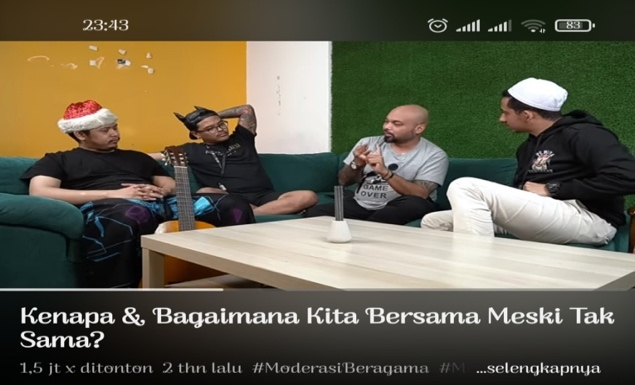 23:43
83
GAME
OVER
Kenapa & Bagaimana Kita Bersama Meski Tak
Sama?
1,5 jt x ditonton 2 thn lalu #ModerasiBeragama #M ...selengkapnya